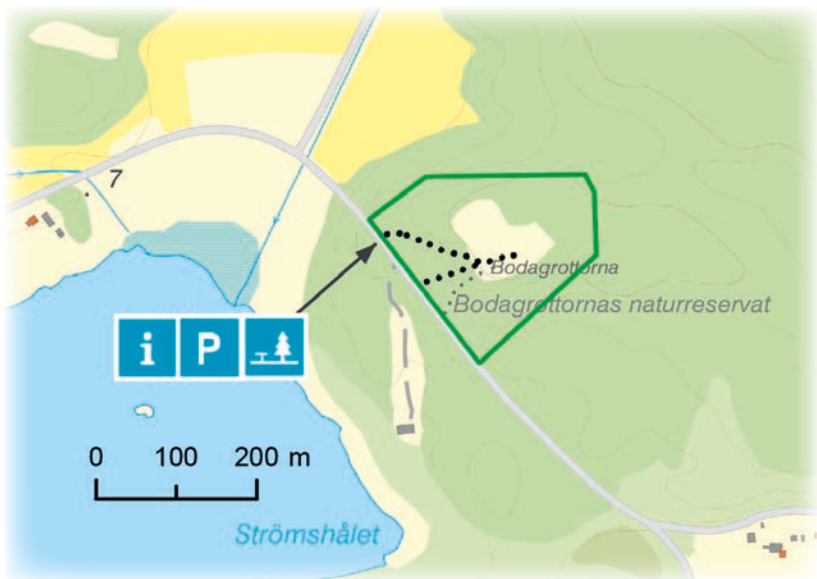 7
Bodagrottorna
Bodagrottornas naturreservat
i P
0 100 200 m
Strömshålet